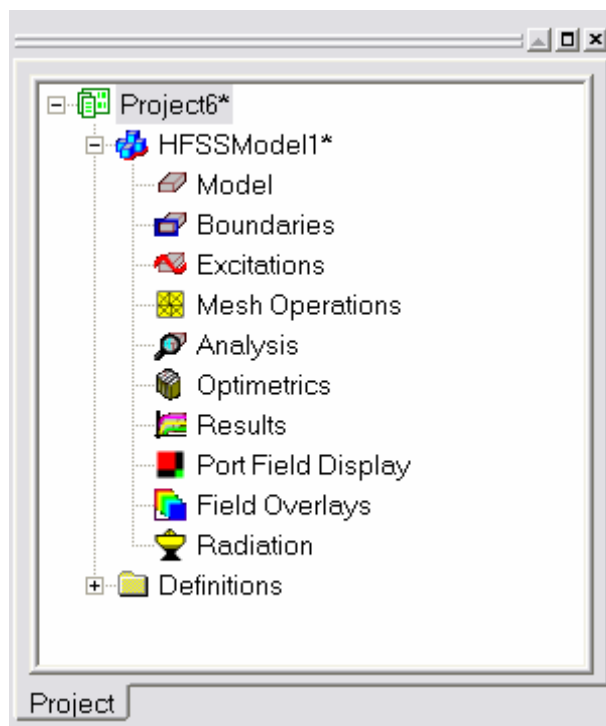 Project6*
HFSSModel1*
Model
Boundaries
Excitations
Mesh Operations
Analysis
Optimetrics
Results
Port Field Display
Field Overlays
Radiation
Definitions
Project